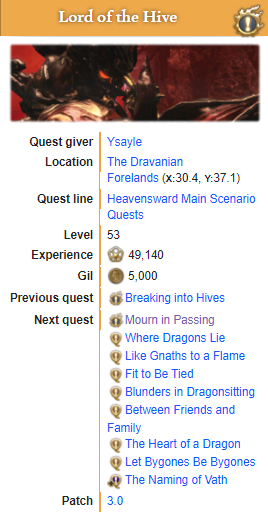 Lord of the Hive
Quest giver Ysayle
Location The Dravanian
Forelands (X:30.4, Y:37.1)
Quest line Heavensward Main Scenario
Quests
Level 53
Experience 49,140
Gil 5,000
Previous quest Breaking into Hives
Next quest Mourn in Passing
Where Dragons Lie
Like Gnaths to a Flame
Fit to Be Tied
Blunders in Dragonsitting
Between Friends and
Family
The Heart of a Dragon
Let Bygones Be Bygones
The Naming of Vath
Patch 3.0